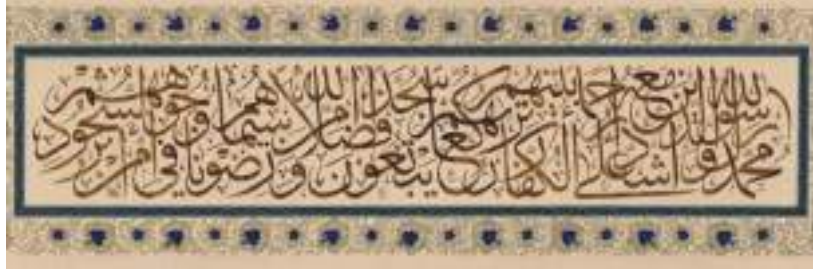 محمد رسول الله والذين معه أشداء على الكفار رحماء بينهم تراهم ركعا سجدا يبتغون فضلا من الله ورضوانا سيماهم في وجوههم من أثر السجود